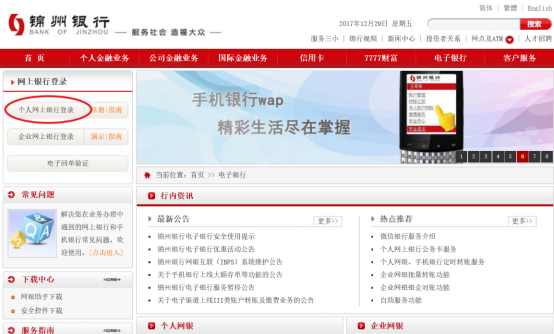 简体 | 繁體 | English
锦州银行
BANK OF JINZHOU
服务社会 造福大众
2017年12月29日 星期五
搜索
服务三小 | 锦行视频 | 新闻中心 | 投资者关系 | 网点及ATM | 人才招聘
首 页 个人金融业务 公司金融业务 国际金融业务 信用卡 7777财富 电子银行 客户服务
网上银行登录
个人网上银行登录 指南
企业网上银行登录 演示|指南
电子回单验证
手机银行wap
精彩生活尽在掌握
锦州银行
1 2 3 4 5 6 7 8
当前位置：首页 >> 电子银行
常见问题
解决您在业务办理中
遇到的网上银行和手
机银行常见问题，欢
迎使用。[点击进入]
下载中心 HOME
网银助手下载
安全控件下载
服务指南 HOME
行内资讯
最新公告 更多>>
锦州银行电子银行安全使用提示
锦州银行电子银行优惠活动公告
锦州银行网银互联（IBPS）系统维护公告
关于手机银行上线大额存单等功能的公告
锦州银行电子银行服务暂停公告
关于电子渠道上线III类账户转账及缴费业务的公告
热点推荐 更多>>
微信银行服务介绍
个人网上银行公务卡服务
个人网银、手机银行定时转账服务
企业网银批量转账功能
企业网银银企对账功能
自助服务功能
个人网银
企业网银